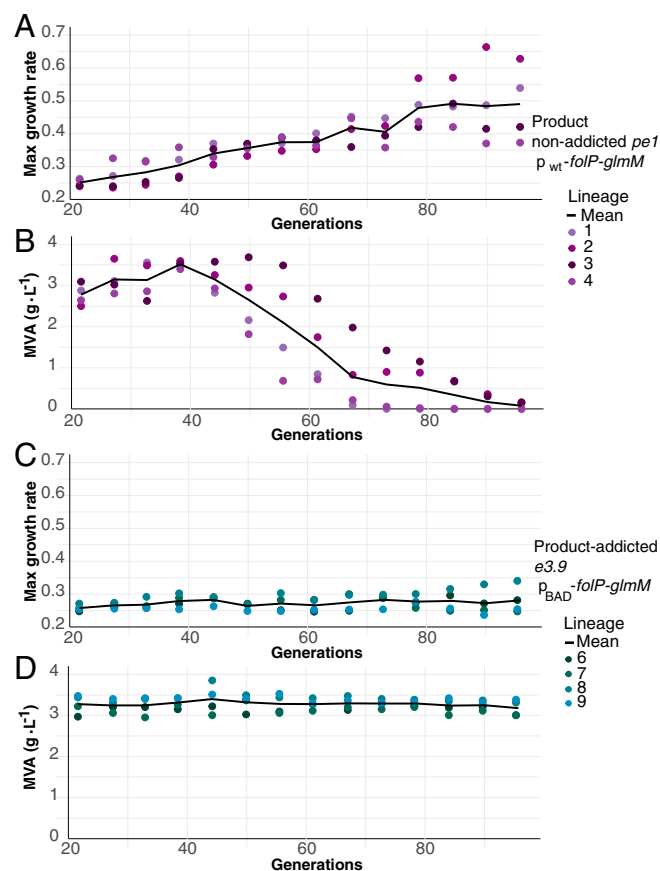 A
Max growth rate
0.7
0.6
0.5
0.4
0.3
0.2
20
40
60
80
Generations
Product
non-addicted pe1
p wt-folP-glmM
Lineage
Mean
1
2
3
4
B
MVA (g·L⁻¹)
4
3
2
1
0
20
40
60
80
Generations
C
Max growth rate
0.7
0.6
0.5
0.4
0.3
0.2
20
40
60
80
Generations
Product-addicted
e3.9
pBAD-folP-glmM
Lineage
Mean
6
7
8
9
D
MVA (g·L⁻¹)
4
3
2
1
0
20
40
60
80
Generations